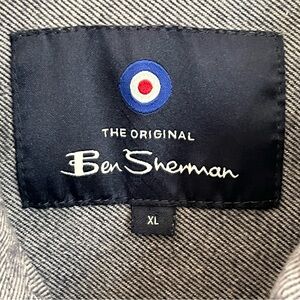 THE ORIGINAL
Ben Sherman
XL